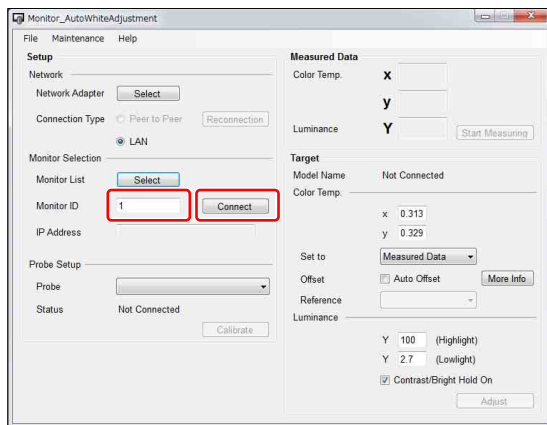 Monitor_AutoWhiteAdjustment
File Maintenance Help
Setup
Network
Network Adapter Select
Connection Type Peer to Peer Reconnection
LAN
Monitor Selection
Monitor List Select
Monitor ID 1 Connect
IP Address
Probe Setup
Probe
Status Not Connected
Calibrate
Measured Data
Color Temp. x
y
Luminance Y Start Measuring
Target
Model Name Not Connected
Color Temp.
x 0.313
y 0.329
Set to Measured Data
Offset Auto Offset More Info
Reference
Luminance
Y 100 (Highlight)
Y 2.7 (Lowlight)
Contrast/Bright Hold On
Adjust